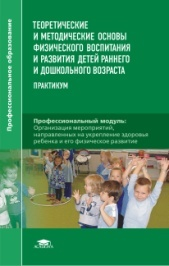 Профессиональное образование
ТЕОРЕТИЧЕСКИЕ
И МЕТОДИЧЕСКИЕ ОСНОВЫ
ФИЗИЧЕСКОГО ВОСПИТАНИЯ
И РАЗВИТИЯ ДЕТЕЙ РАННЕГО
И ДОШКОЛЬНОГО ВОЗРАСТА
ПРАКТИКУМ
Профессиональный модуль:
Организация мероприятий,
направленных на укрепление здоровья
ребенка и его физическое развитие